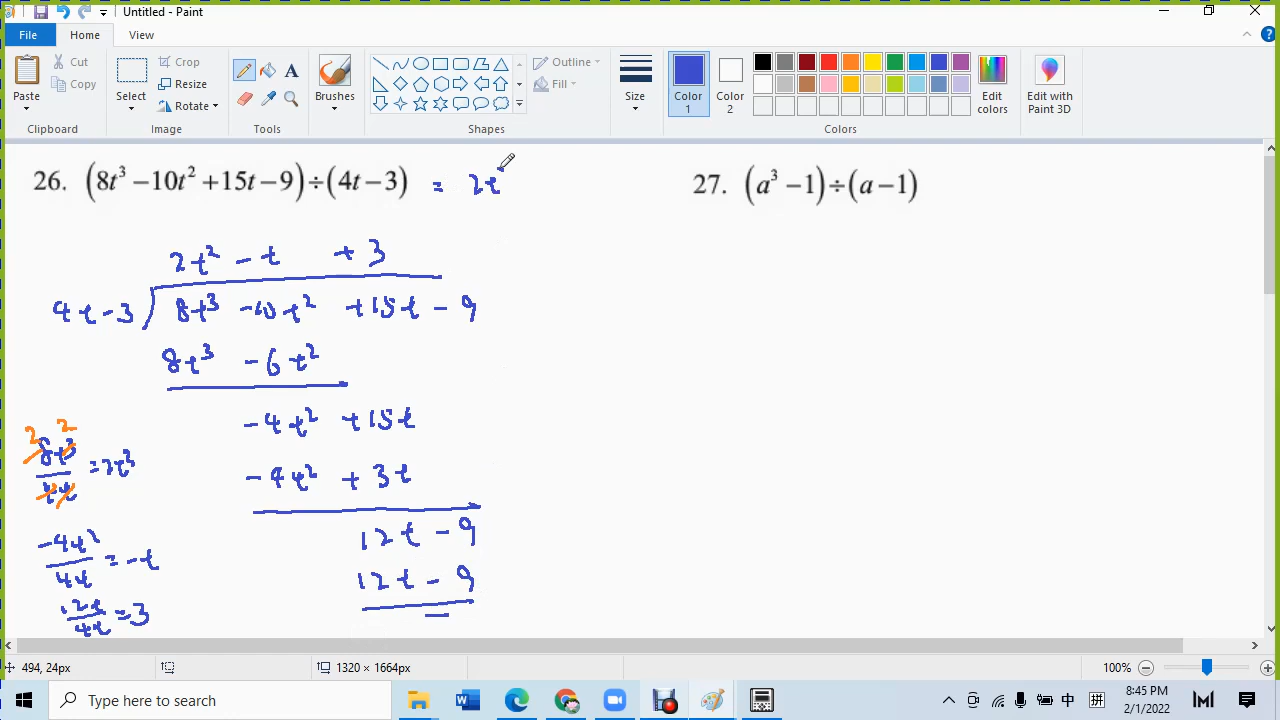 Untitled - Paint
File Home View
Paste Cut Copy Clipboard
Select Crop Resize Rotate Image
A Tools
Brushes
Outline Fill Shapes
Size
Color 1 Color 2 Edit colors Colors
Edit with Paint 3D
26. (8t³ − 10t² + 15t − 9) ÷ (4t − 3) = 2t
27. (a³ − 1) ÷ (a − 1)
2t² - t + 3
4t - 3 8t³ - 10t² + 15t - 9
8t³ - 6t²
-4t² + 15t
2 2
8t³/4t = 2t²
-4t² + 3t
12t - 9
-4t²/4t = -t
12t - 9
12t/4t = 3
494, 24px 1320 × 1664px 100%
Type here to search
中 拼 8:45 PM
2/1/2022